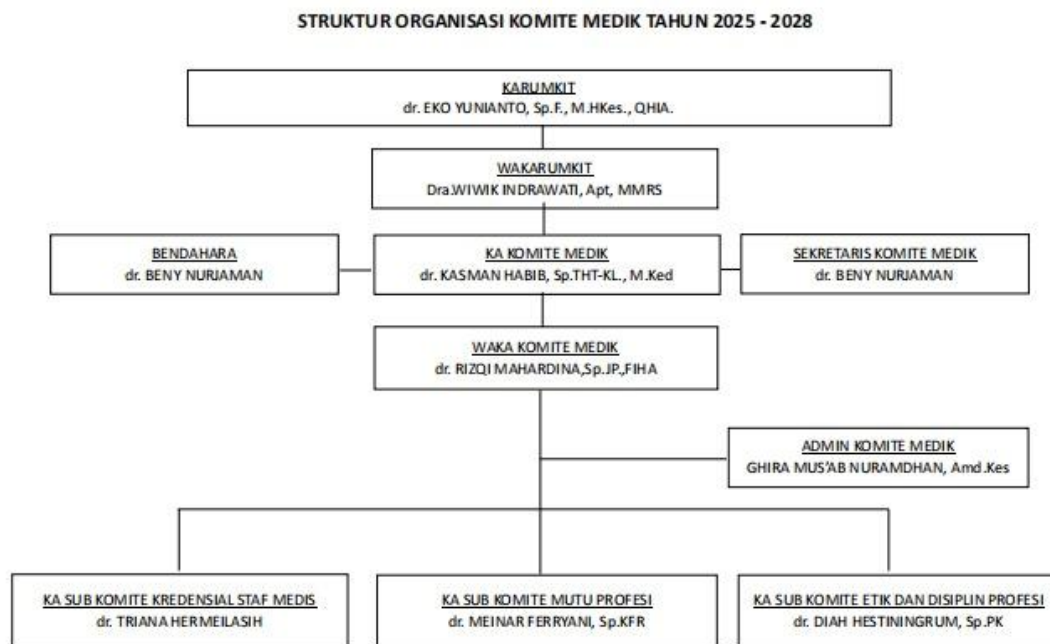 STRUKTUR ORGANISASI KOMITE MEDIK TAHUN 2025 - 2028
KARUMKIT
dr. EKO YUNIANTO, Sp.F., M.HKes., QHIA.
WAKARUMKIT
Dra.WIWIK INDRAWATI, Apt, MMRS
BENDAHARA
dr. BENY NURJAMAN
KA KOMITE MEDIK
dr. KASMAN HABIB, Sp.THT-KL., M.Ked
SEKRETARIS KOMITE MEDIK
dr. BENY NURJAMAN
WAKA KOMITE MEDIK
dr. RIZQI MAHARDINA,Sp.JP.,FIHA
ADMIN KOMITE MEDIK
GHIRA MUS'AB NURAMDHAN, Amd.Kes
KA SUB KOMITE KREDENSIAL STAF MEDIS
dr. TRIANA HERMEILASIH
KA SUB KOMITE MUTU PROFESI
dr. MEINAR FERRYANI, Sp.KFR
KA SUB KOMITE ETIK DAN DISIPLIN PROFESI
dr. DIAH HESTININGRUM, Sp.PK